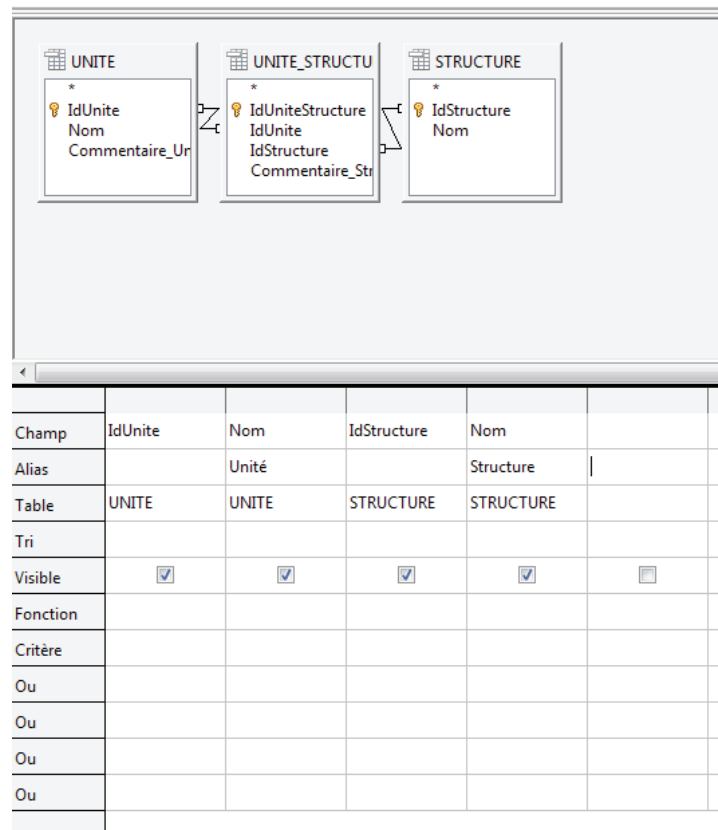 UNITE
*
IdUnite
Nom
Commentaire_Un
UNITE_STRUCTU
*
IdUniteStructure
IdUnite
IdStructure
Commentaire_Str
STRUCTURE
*
IdStructure
Nom
Champ IdUnite Nom IdStructure Nom
Alias Unité Structure
Table UNITE UNITE STRUCTURE STRUCTURE
Tri
Visible
Fonction
Critère
Ou
Ou
Ou
Ou